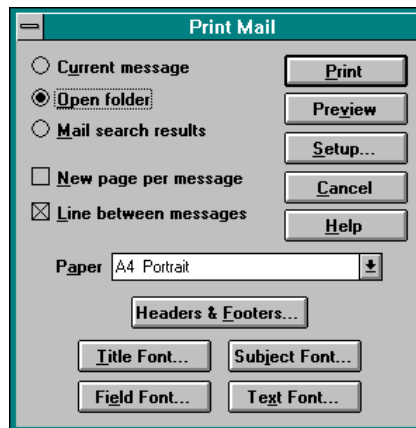 Print Mail
Current message
Open folder
Mail search results
New page per message
Line between messages
Print
Preview
Setup...
Cancel
Help
Paper A4 Portrait
Headers & Footers...
Title Font... Subject Font...
Field Font... Text Font...